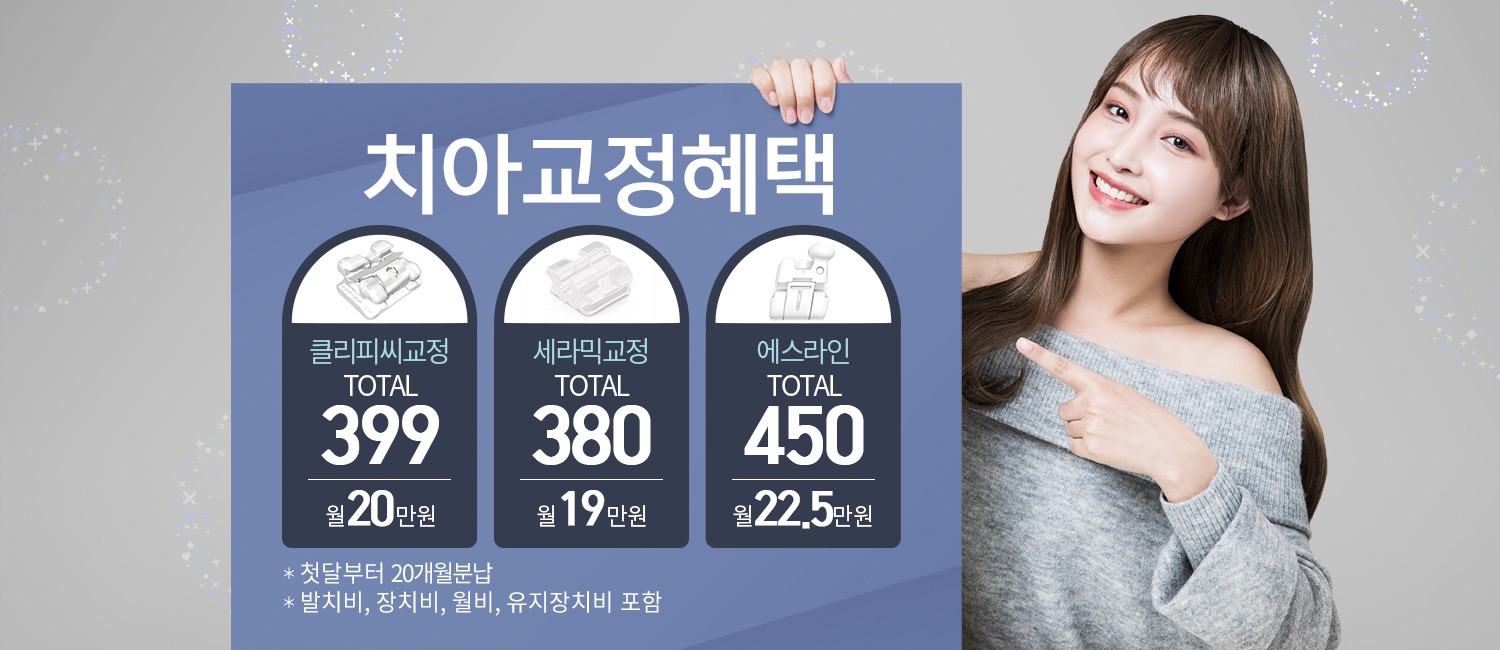 치아교정혜택
클리피씨교정
TOTAL
399
월20만원
세라믹교정
TOTAL
380
월19만원
에스라인
TOTAL
450
월22.5만원
* 첫달부터 20개월분납
* 발치비, 장치비, 월비, 유지장치비 포함